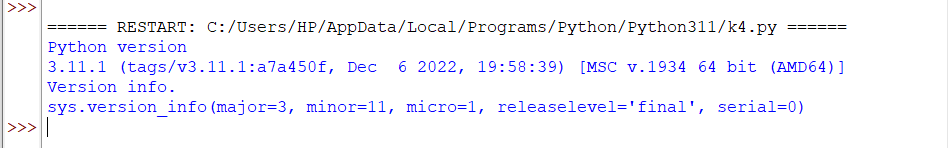 >>>
====== RESTART: C:/Users/HP/AppData/Local/Programs/Python/Python311/k4.py ======
Python version
3.11.1 (tags/v3.11.1:a7a450f, Dec  6 2022, 19:58:39) [MSC v.1934 64 bit (AMD64)]
Version info.
sys.version_info(major=3, minor=11, micro=1, releaselevel='final', serial=0)
>>>